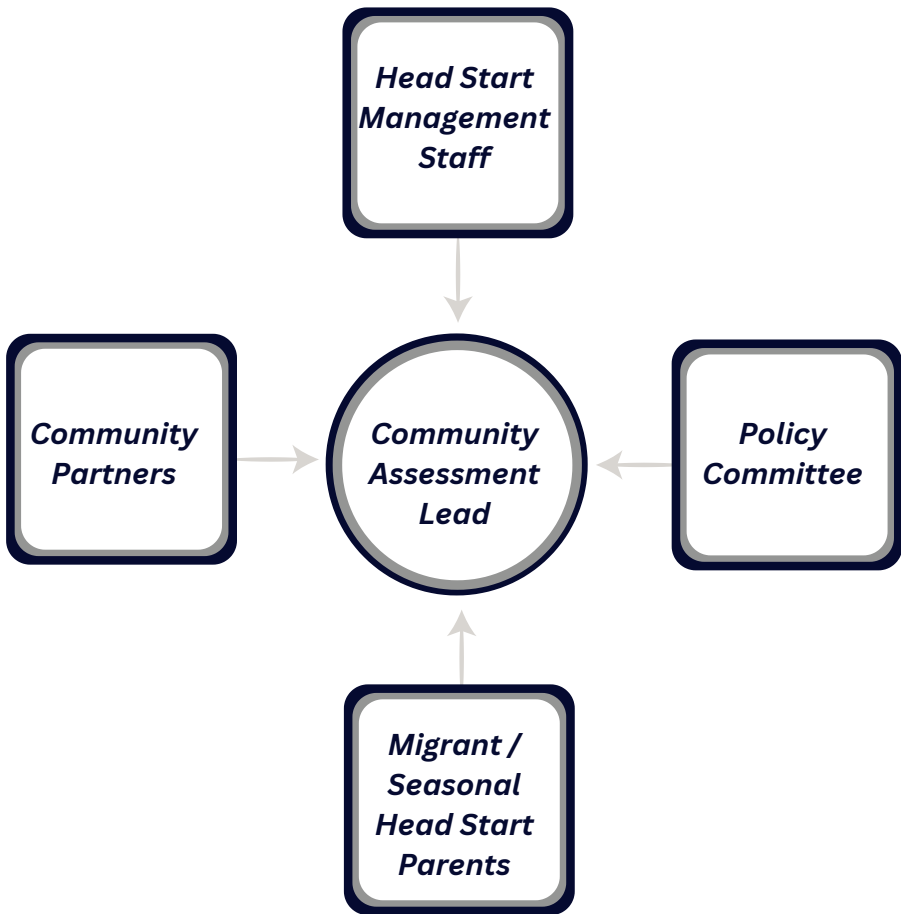 Head Start
Management
Staff
Community
Partners
Community
Assessment
Lead
Policy
Committee
Migrant /
Seasonal
Head Start
Parents